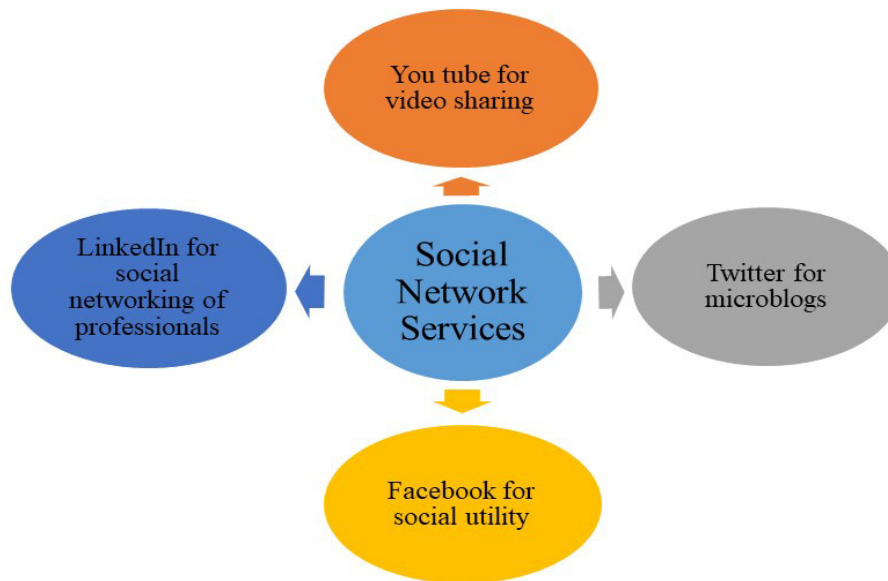 You tube for
video sharing
LinkedIn for
social
networking of
professionals
Social
Network
Services
Twitter for
microblogs
Facebook for
social utility